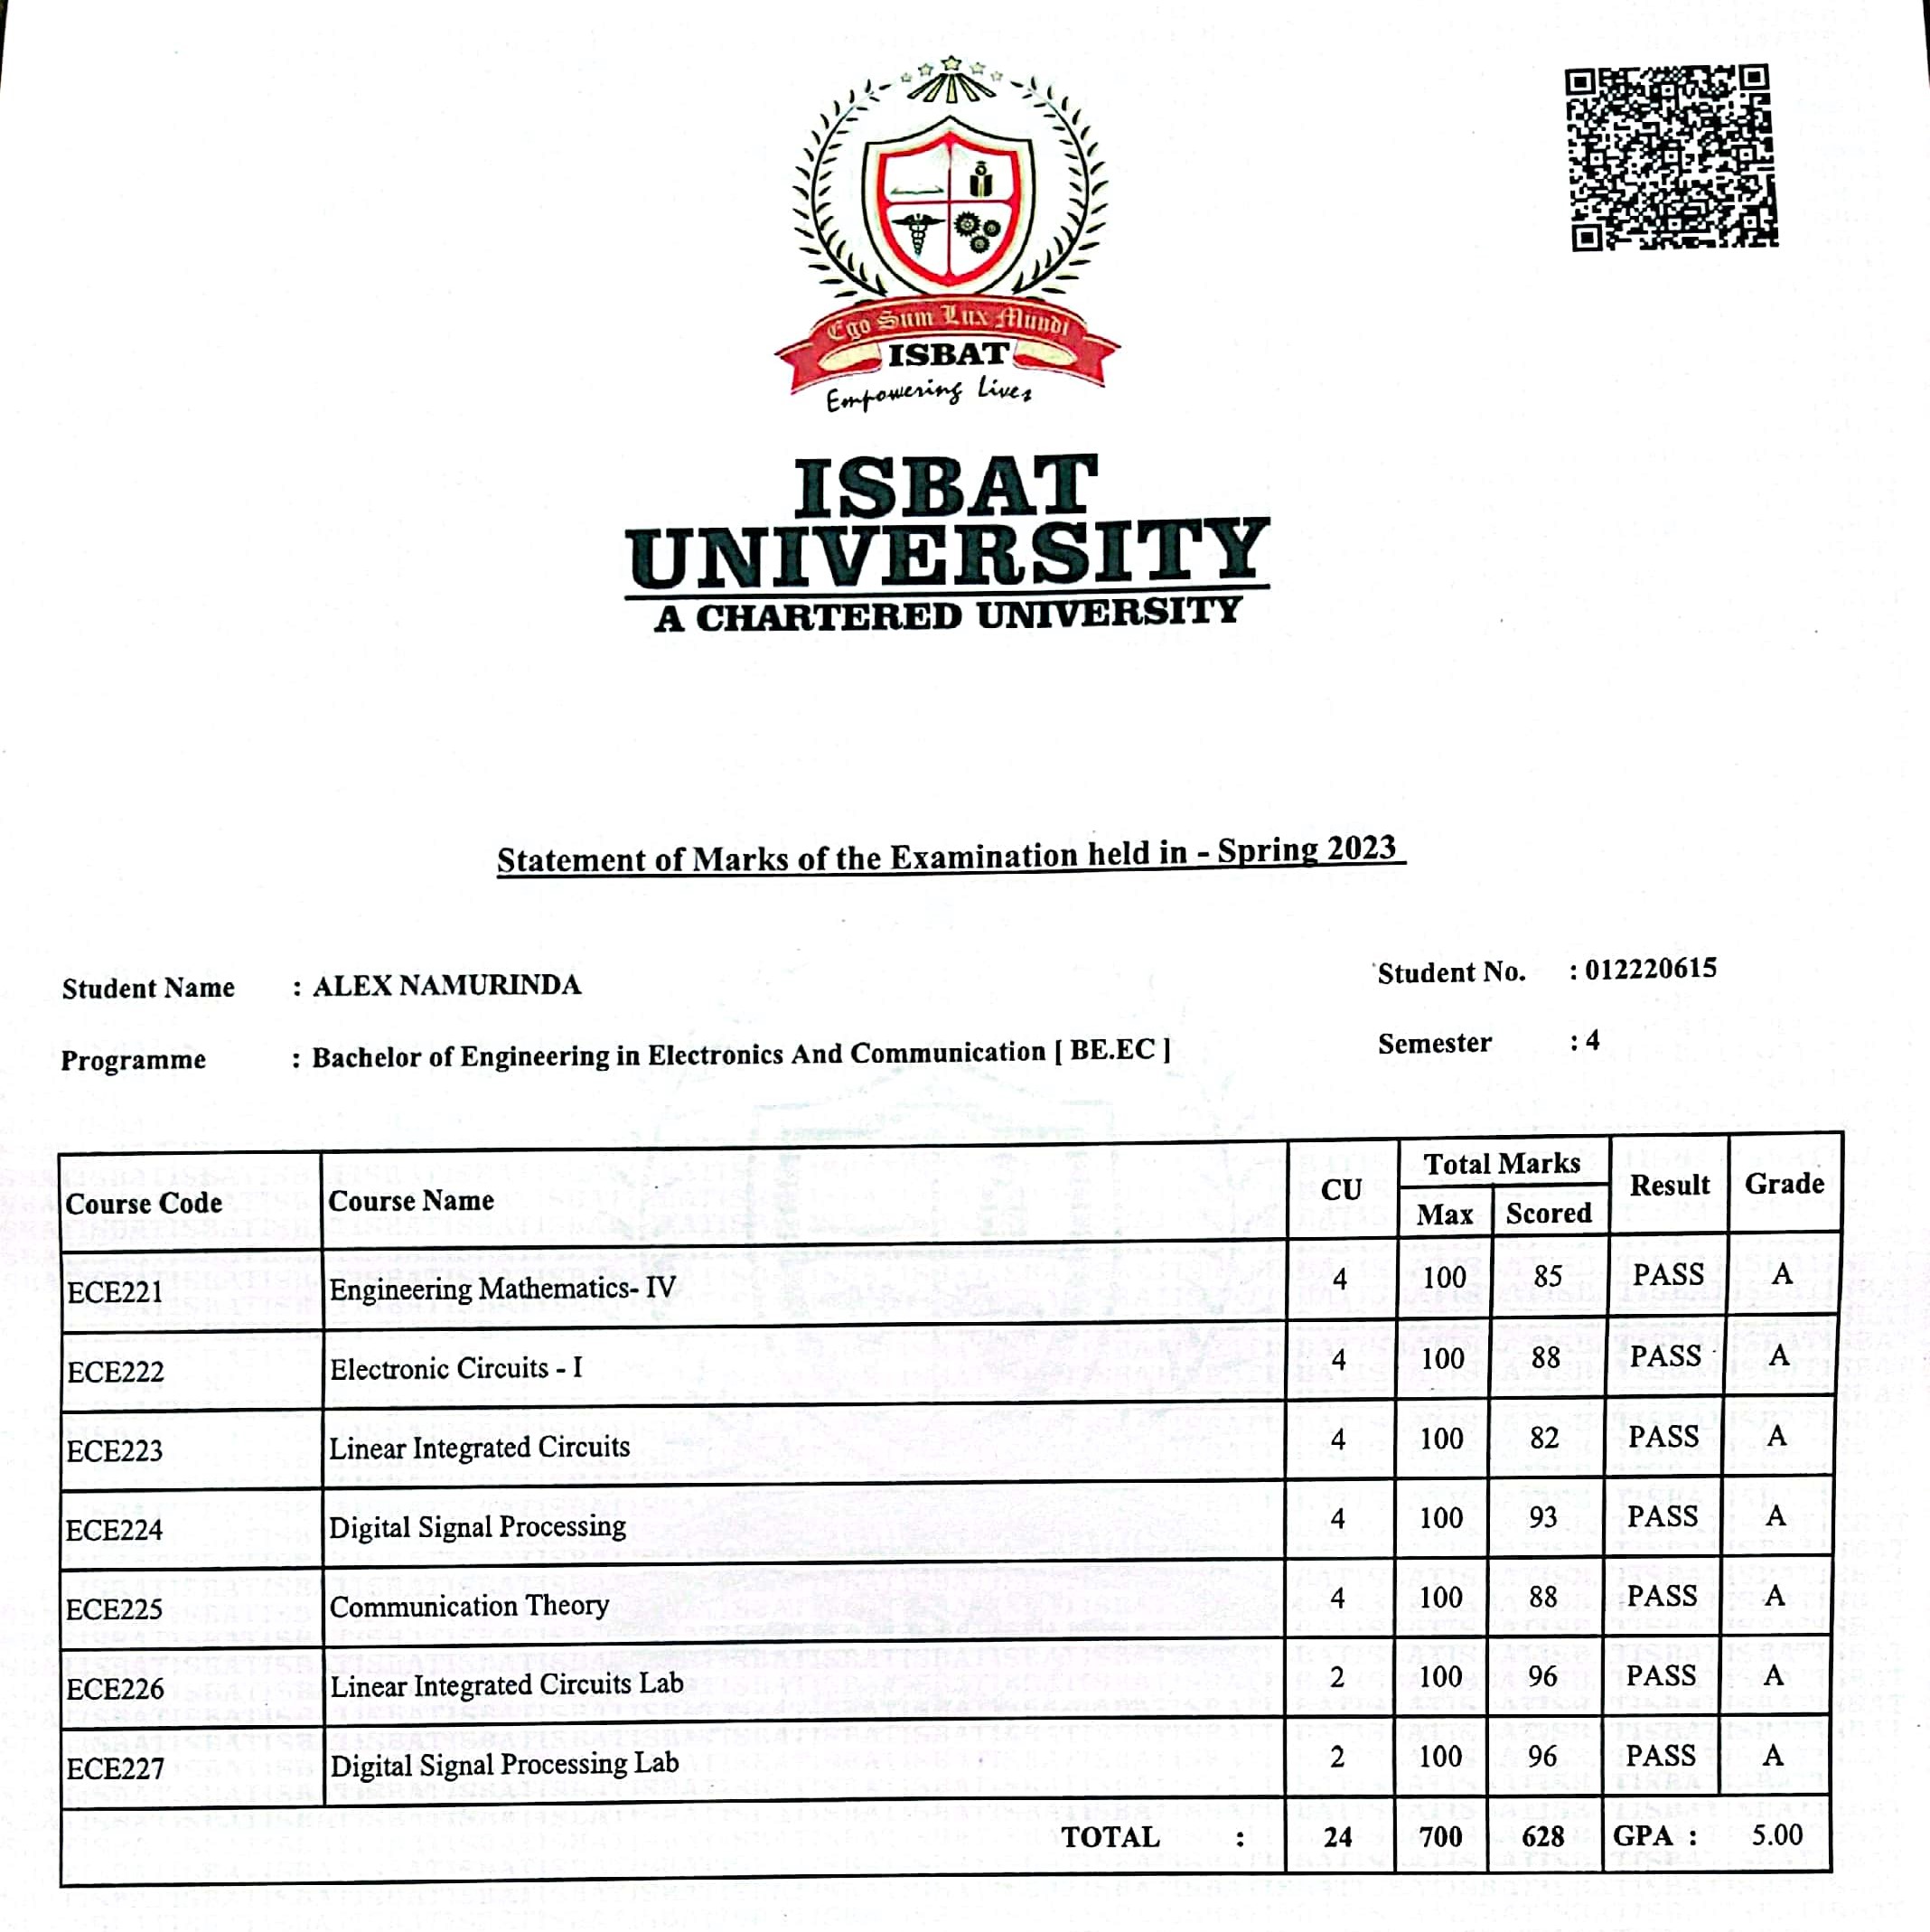 Ego Sum Lux Mundi
ISBAT
Empowering Lives
ISBAT
UNIVERSITY
A CHARTERED UNIVERSITY
Statement of Marks of the Examination held in - Spring 2023
Student Name : ALEX NAMURINDA Student No. : 012220615
Programme : Bachelor of Engineering in Electronics And Communication [ BE.EC ] Semester : 4
Course Code Course Name CU Total Marks Result Grade
Max Scored
ECE221 Engineering Mathematics- IV 4 100 85 PASS A
ECE222 Electronic Circuits - I 4 100 88 PASS A
ECE223 Linear Integrated Circuits 4 100 82 PASS A
ECE224 Digital Signal Processing 4 100 93 PASS A
ECE225 Communication Theory 4 100 88 PASS A
ECE226 Linear Integrated Circuits Lab 2 100 96 PASS A
ECE227 Digital Signal Processing Lab 2 100 96 PASS A
TOTAL : 24 700 628 GPA : 5.00